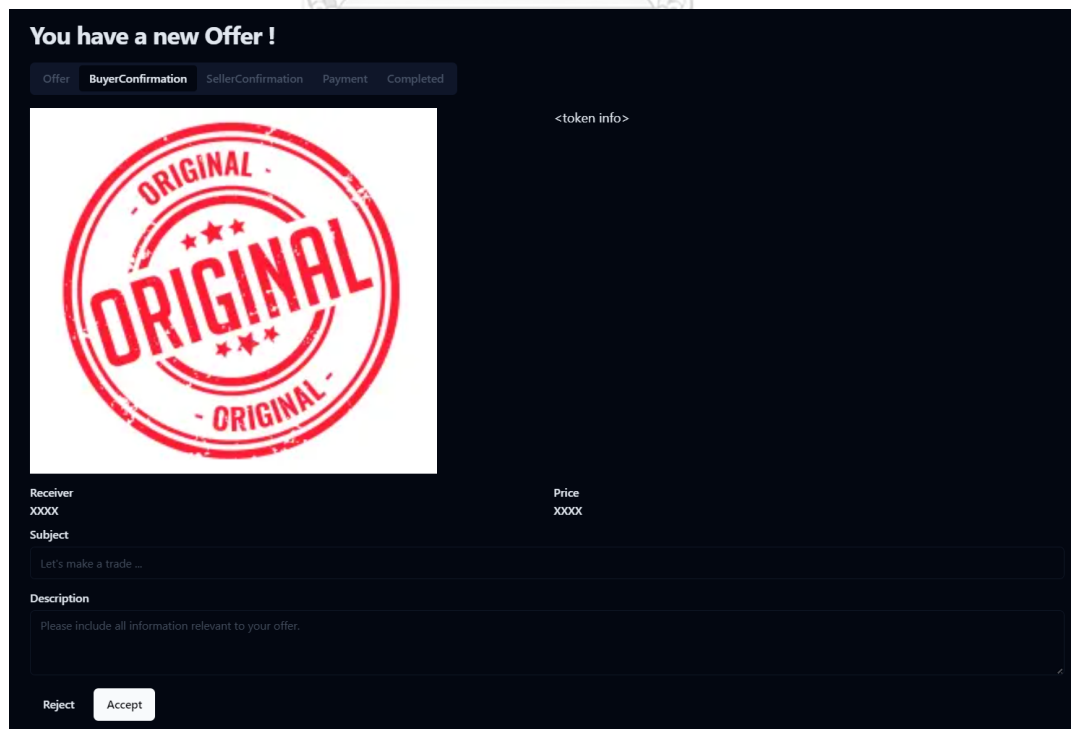 You have a new Offer !
Offer BuyerConfirmation SellerConfirmation Payment Completed
- ORIGINAL -
ORIGINAL
- ORIGINAL -
<token info>
Receiver
XXXX
Price
XXXX
Subject
Let's make a trade ...
Description
Please include all information relevant to your offer.
Reject Accept